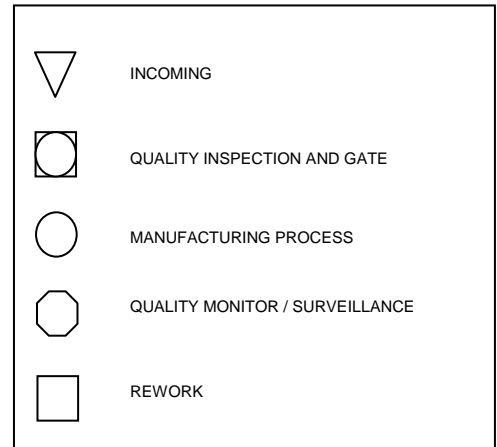 INCOMING
QUALITY INSPECTION AND GATE
MANUFACTURING PROCESS
QUALITY MONITOR / SURVEILLANCE
REWORK